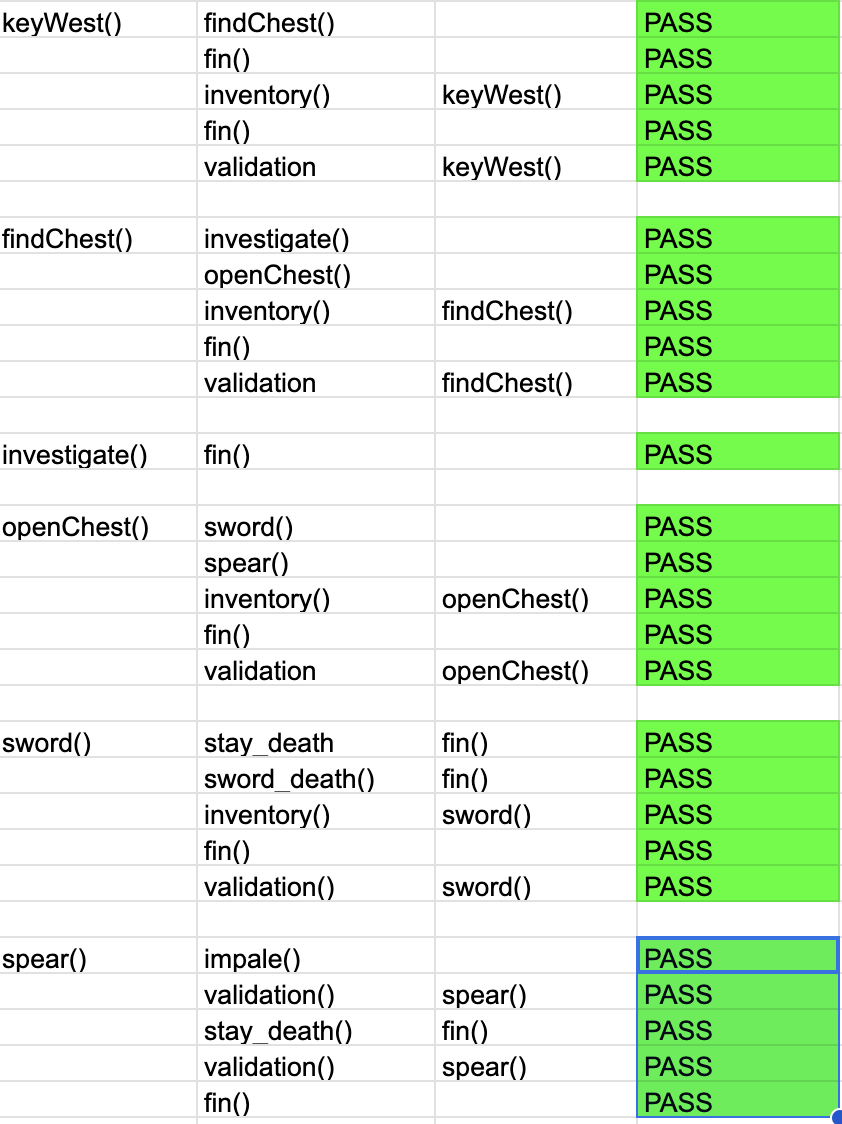 keyWest() findChest() PASS
fin() PASS
inventory() keyWest() PASS
fin() PASS
validation keyWest() PASS
findChest() investigate() PASS
openChest() PASS
inventory() findChest() PASS
fin() PASS
validation findChest() PASS
investigate() fin() PASS
openChest() sword() PASS
spear() PASS
inventory() openChest() PASS
fin() PASS
validation openChest() PASS
sword() stay_death fin() PASS
sword_death() fin() PASS
inventory() sword() PASS
fin() PASS
validation() sword() PASS
spear() impale() PASS
validation() spear() PASS
stay_death() fin() PASS
validation() spear() PASS
fin() PASS